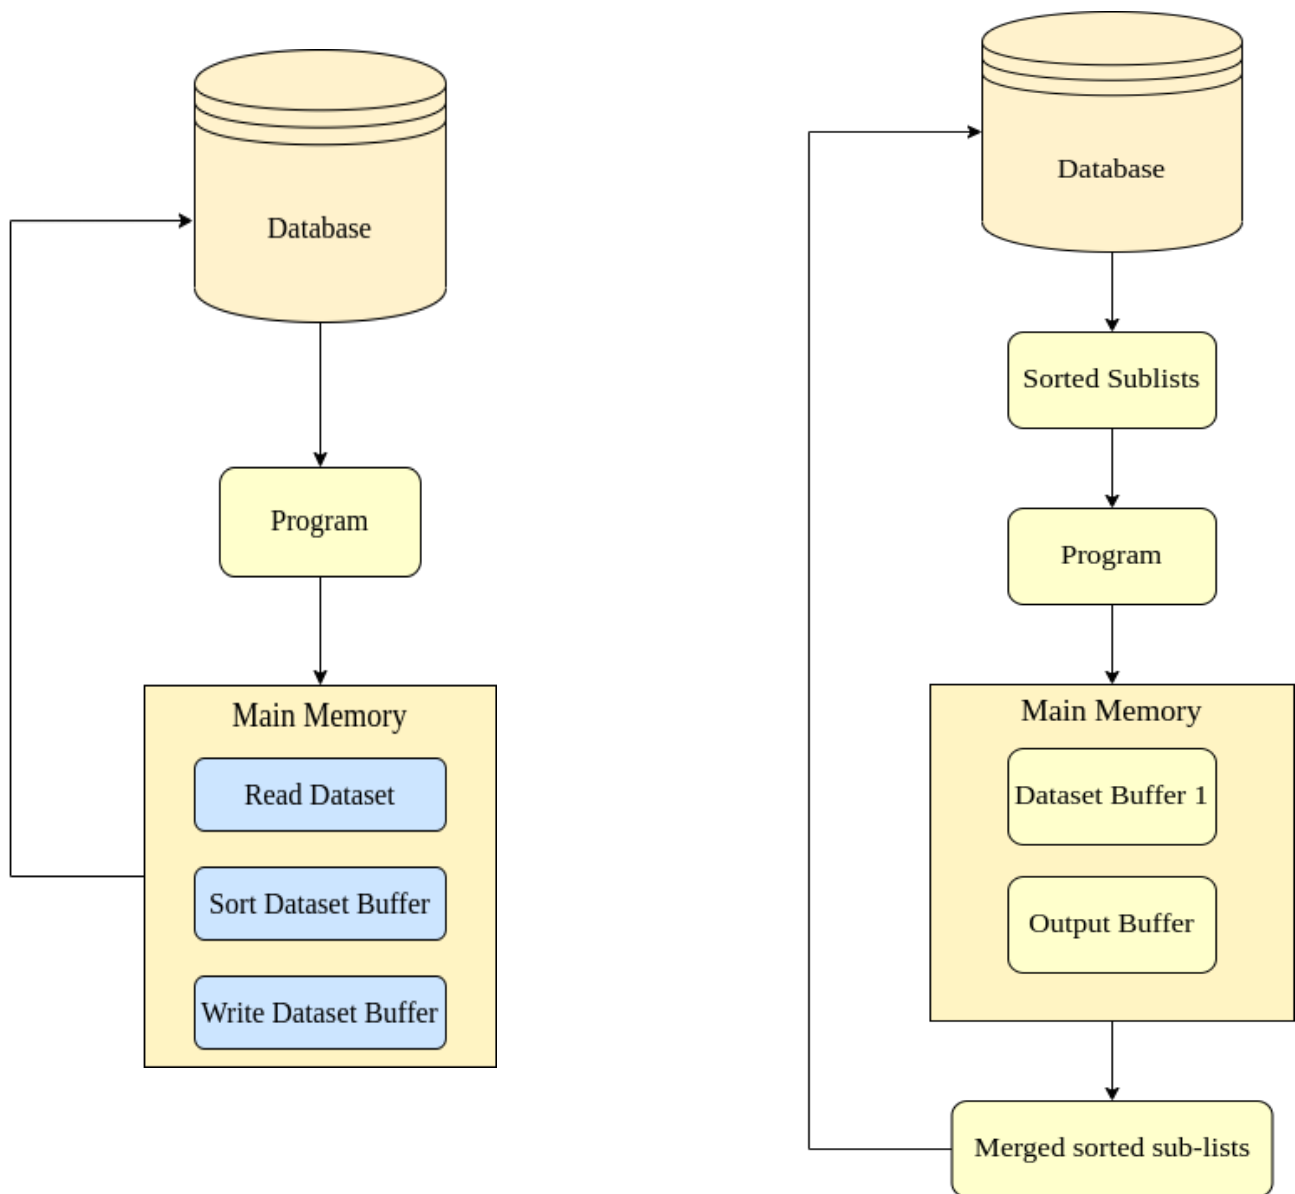 Database
Program
Main Memory
Read Dataset
Sort Dataset Buffer
Write Dataset Buffer
Database
Sorted Sublists
Program
Main Memory
Dataset Buffer 1
Output Buffer
Merged sorted sub-lists